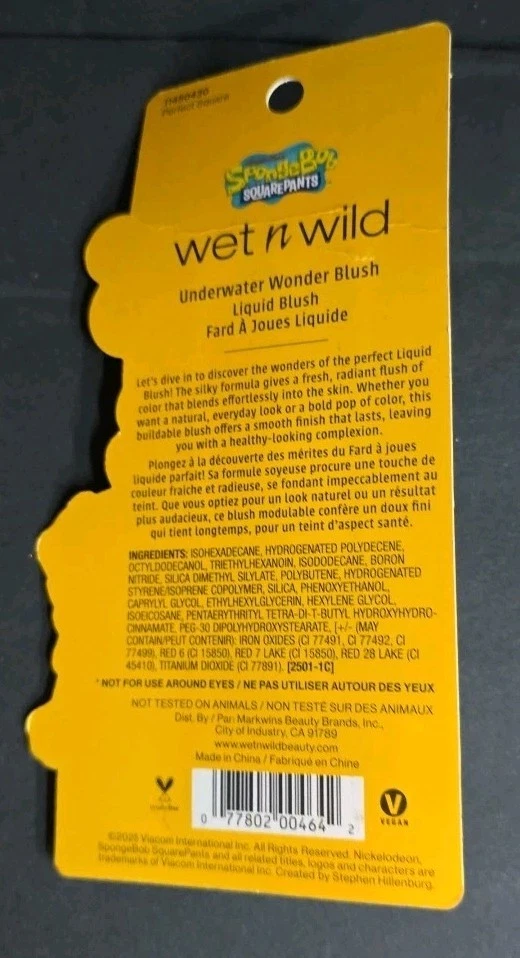 Perfect Square
SpongeBob
SQUAREPANTS
wet n wild
Underwater Wonder Blush
Liquid Blush
Fard À Joues Liquide
Let's dive in to discover the wonders of the perfect Liquid
Blush! The silky formula gives a fresh, radiant flush of
color that blends effortlessly into the skin. Whether you
want a natural, everyday look or a bold pop of color, this
buildable blush offers a smooth finish that lasts, leaving
you with a healthy-looking complexion.
Plongez à la découverte des mérites du Fard à joues
liquide parfait! Sa formule soyeuse procure une touche de
couleur fraiche et radieuse, se fondant impeccablement au
teint. Que vous optiez pour un look naturel ou un résultat
plus audacieux, ce blush modulable confère un doux fini
qui tient longtemps, pour un teint d'aspect santé.
INGREDIENTS: ISOHEXADECANE, HYDROGENATED POLYDECENE,
OCTYLDODECANOL, TRIETHYLHEXANOIN, ISODODECANE, BORON
NITRIDE, SILICA DIMETHYL SILYLATE, POLYBUTENE, HYDROGENATED
STYRENE/ISOPRENE COPOLYMER, SILICA, PHENOXYETHANOL,
CAPRYLYL GLYCOL, ETHYLHEXYLGLYCERIN, HEXYLENE GLYCOL,
ISOEICOSANE, PENTAERYTHRITYL TETRA-DI-T-BUTYL HYDROXYHYDRO-
CINNAMATE, PEG-30 DIPOLYHYDROXYSTEARATE, [+/- (MAY
CONTAIN/PEUT CONTENIR): IRON OXIDES (CI 77491, CI 77492, CI
77499), RED 6 (CI 15850), RED 7 LAKE (CI 15850), RED 28 LAKE (CI
45410), TITANIUM DIOXIDE (CI 77891). [2501-1C]
* NOT FOR USE AROUND EYES / NE PAS UTILISER AUTOUR DES YEUX
NOT TESTED ON ANIMALS / NON TESTÉ SUR DES ANIMAUX
Dist. By / Par: Markwins Beauty Brands, Inc.,
City of Industry, CA 91789
www.wetnwildbeauty.com
Made in China / Fabriqué en Chine
0 77802 00464 2
V
VEGAN
©2025 Viacom International Inc. All Rights Reserved. Nickelodeon,
SpongeBob SquarePants and all related titles, logos and characters are
trademarks of Viacom International Inc. Created by Stephen Hillenburg.